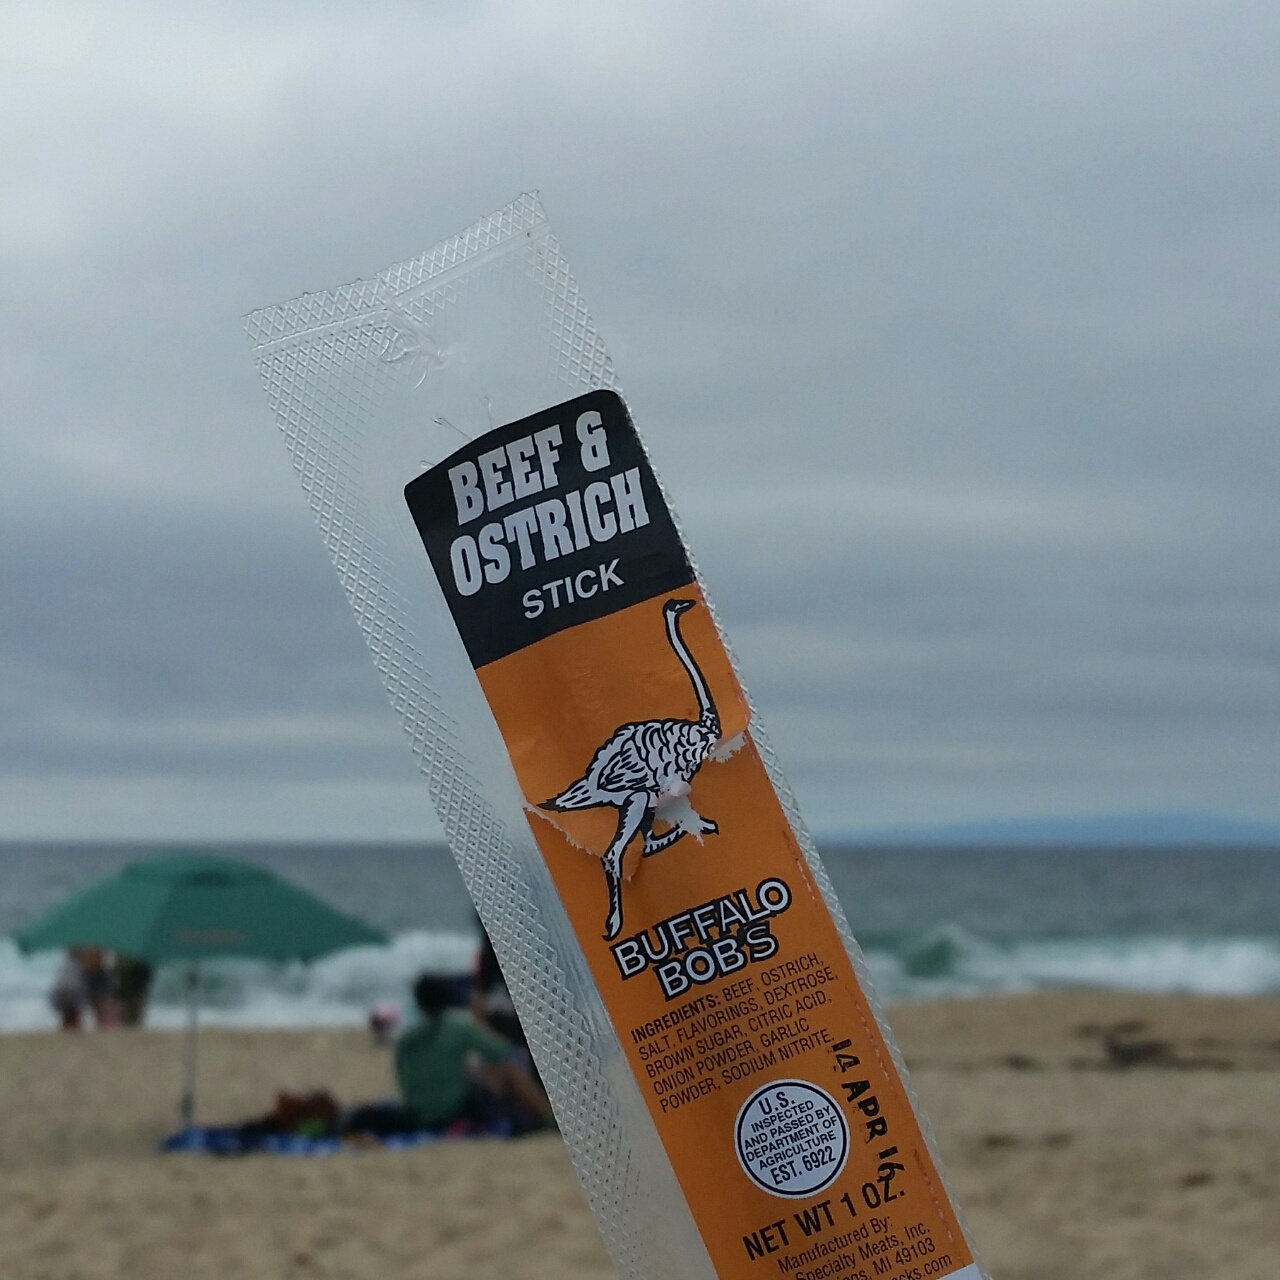 BEEF &
OSTRICH
STICK
BUFFALO
BOB'S
INGREDIENTS: BEEF, OSTRICH,
SALT, FLAVORINGS, DEXTROSE,
BROWN SUGAR, CITRIC ACID,
ONION POWDER, GARLIC
POWDER, SODIUM NITRITE.
14 APR 16
U.S.
INSPECTED
AND PASSED BY
DEPARTMENT OF
AGRICULTURE
EST. 6922
NET WT 1 OZ.
Manufactured By:
Specialty Meats, Inc.
MI 49103